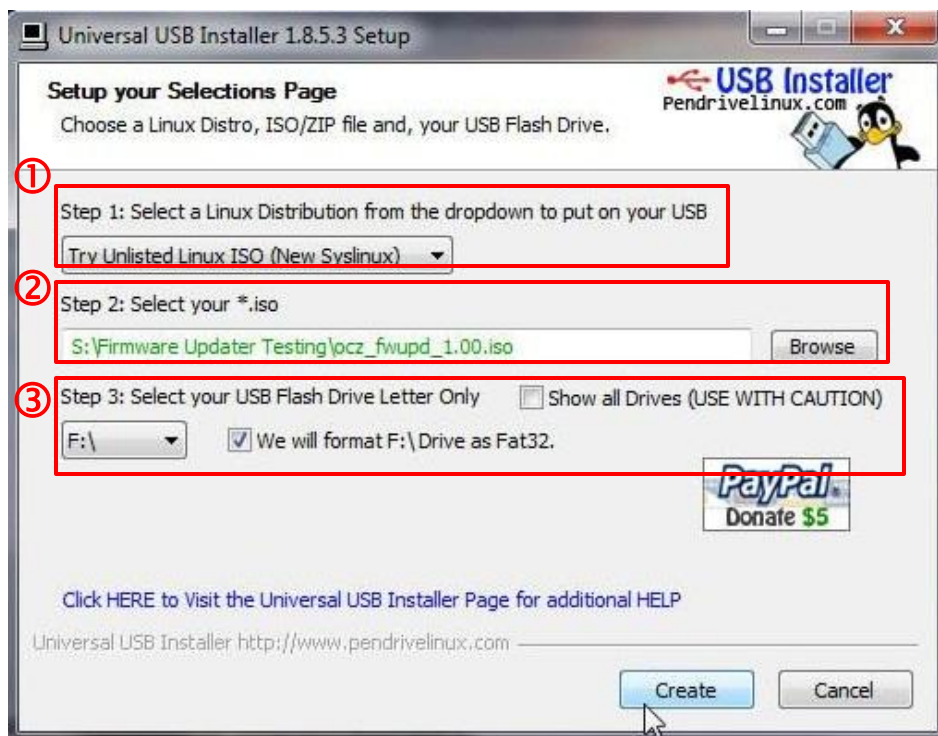 Universal USB Installer 1.8.5.3 Setup
Setup your Selections Page
Choose a Linux Distro, ISO/ZIP file and, your USB Flash Drive.
USB Installer
Pendrivelinux.com
①
Step 1: Select a Linux Distribution from the dropdown to put on your USB
Try Unlisted Linux ISO (New Syslinux)
②
Step 2: Select your *.iso
S:\Firmware Updater Testing\ocz_fwupd_1.00.iso
Browse
③
Step 3: Select your USB Flash Drive Letter Only
Show all Drives (USE WITH CAUTION)
F:\
We will format F:\ Drive as Fat32.
PayPal
Donate $5
Click HERE to Visit the Universal USB Installer Page for additional HELP
Universal USB Installer http://www.pendrivelinux.com
Create
Cancel